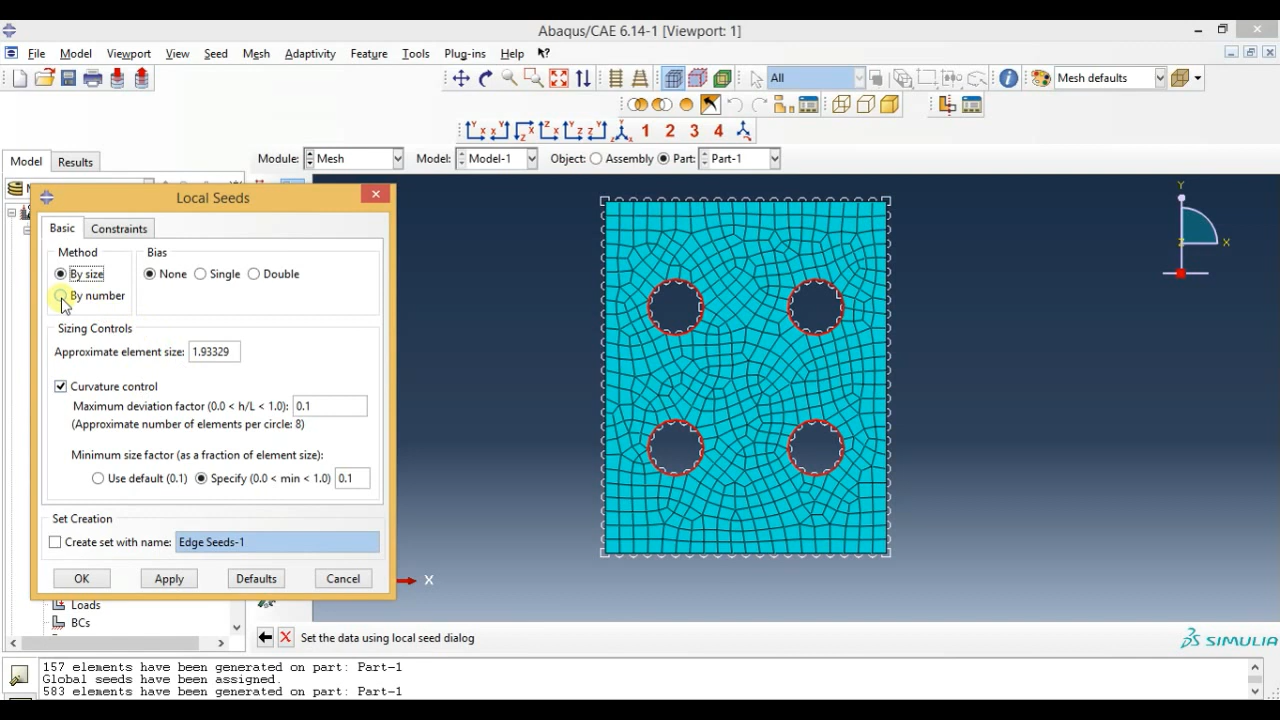 Abaqus/CAE 6.14-1 [Viewport: 1]
File Model Viewport View Seed Mesh Adaptivity Feature Tools Plug-ins Help
All
Mesh defaults
1 2 3 4
Model Results
Module: Mesh Model: Model-1 Object: Assembly Part: Part-1
Local Seeds
Basic Constraints
Method Bias
By size None Single Double
By number
Sizing Controls
Approximate element size: 1.93329
Curvature control
Maximum deviation factor (0.0 < h/L < 1.0): 0.1
(Approximate number of elements per circle: 8)
Minimum size factor (as a fraction of element size):
Use default (0.1) Specify (0.0 < min < 1.0) 0.1
Set Creation
Create set with name: Edge Seeds-1
OK Apply Defaults Cancel
Y
Z X
X
Loads
BCs
Set the data using local seed dialog
SIMULIA
157 elements have been generated on part: Part-1
Global seeds have been assigned.
583 elements have been generated on part: Part-1